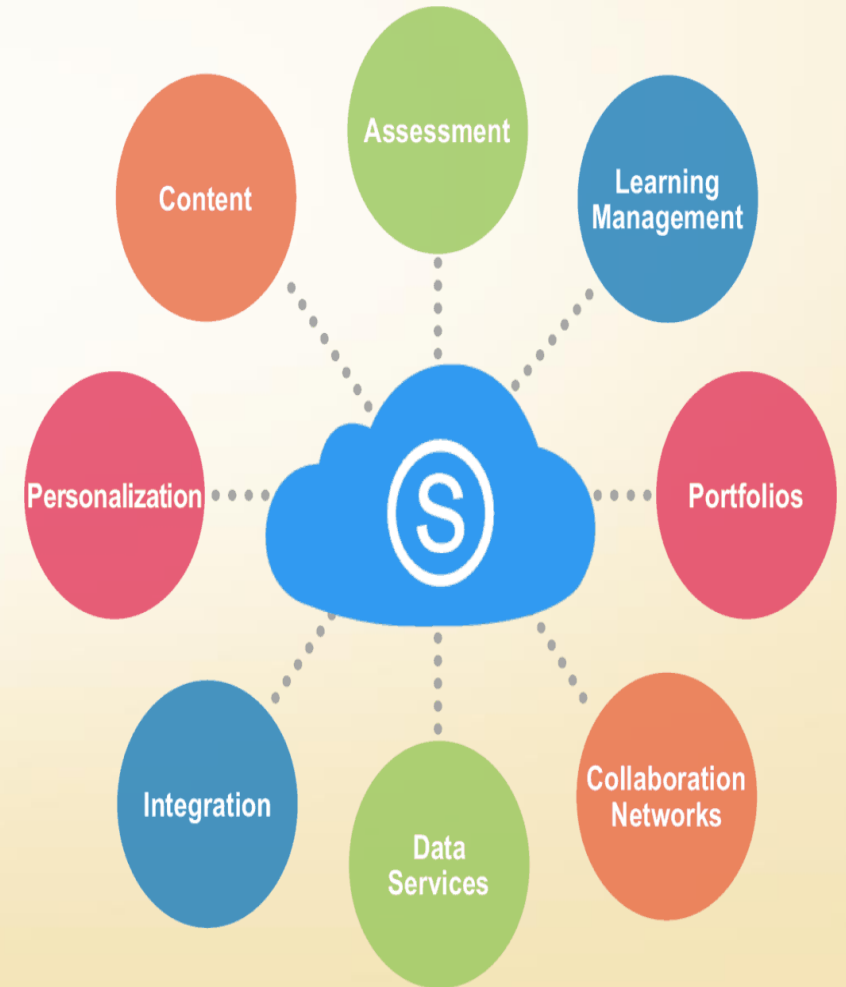 Assessment
Content
Learning
Management
Personalization
S
Portfolios
Integration
Collaboration
Networks
Data
Services